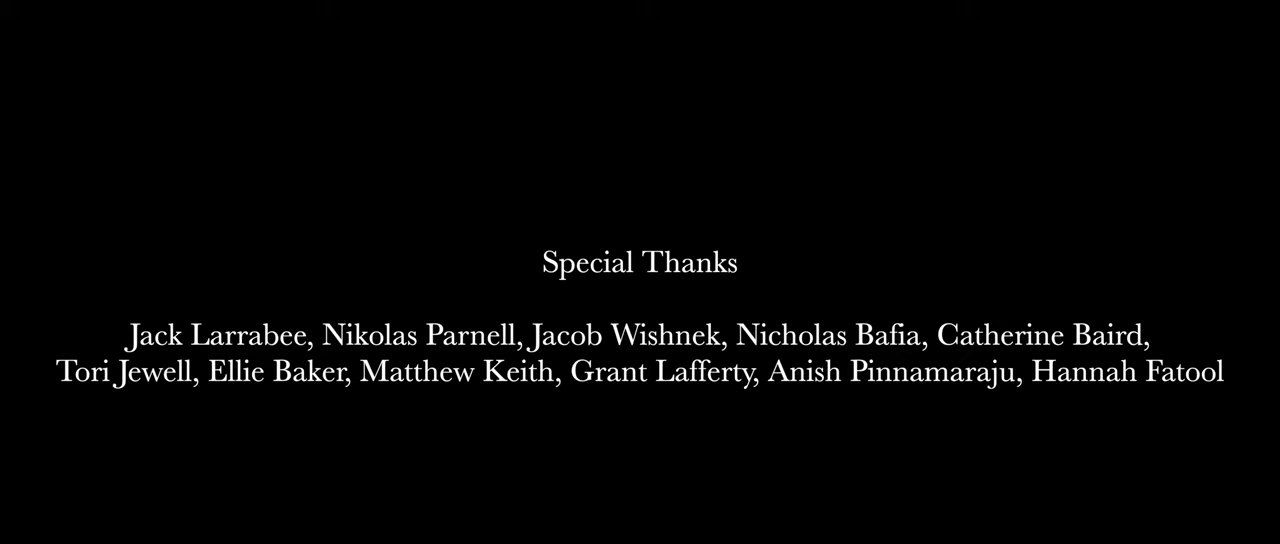 Special Thanks
Jack Larrabee, Nikolas Parnell, Jacob Wishnek, Nicholas Bafia, Catherine Baird,
Tori Jewell, Ellie Baker, Matthew Keith, Grant Lafferty, Anish Pinnamaraju, Hannah Fatool